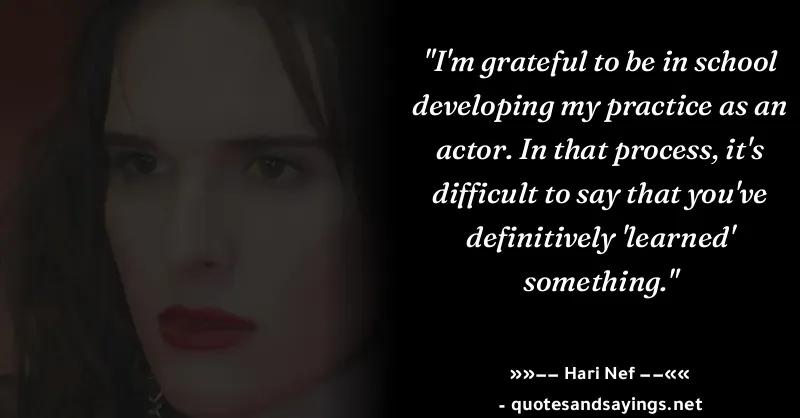 "I'm grateful to be in school
developing my practice as an
actor. In that process, it's
difficult to say that you've
definitively 'learned'
something."
»»–– Hari Nef ––««
- quotesandsayings.net